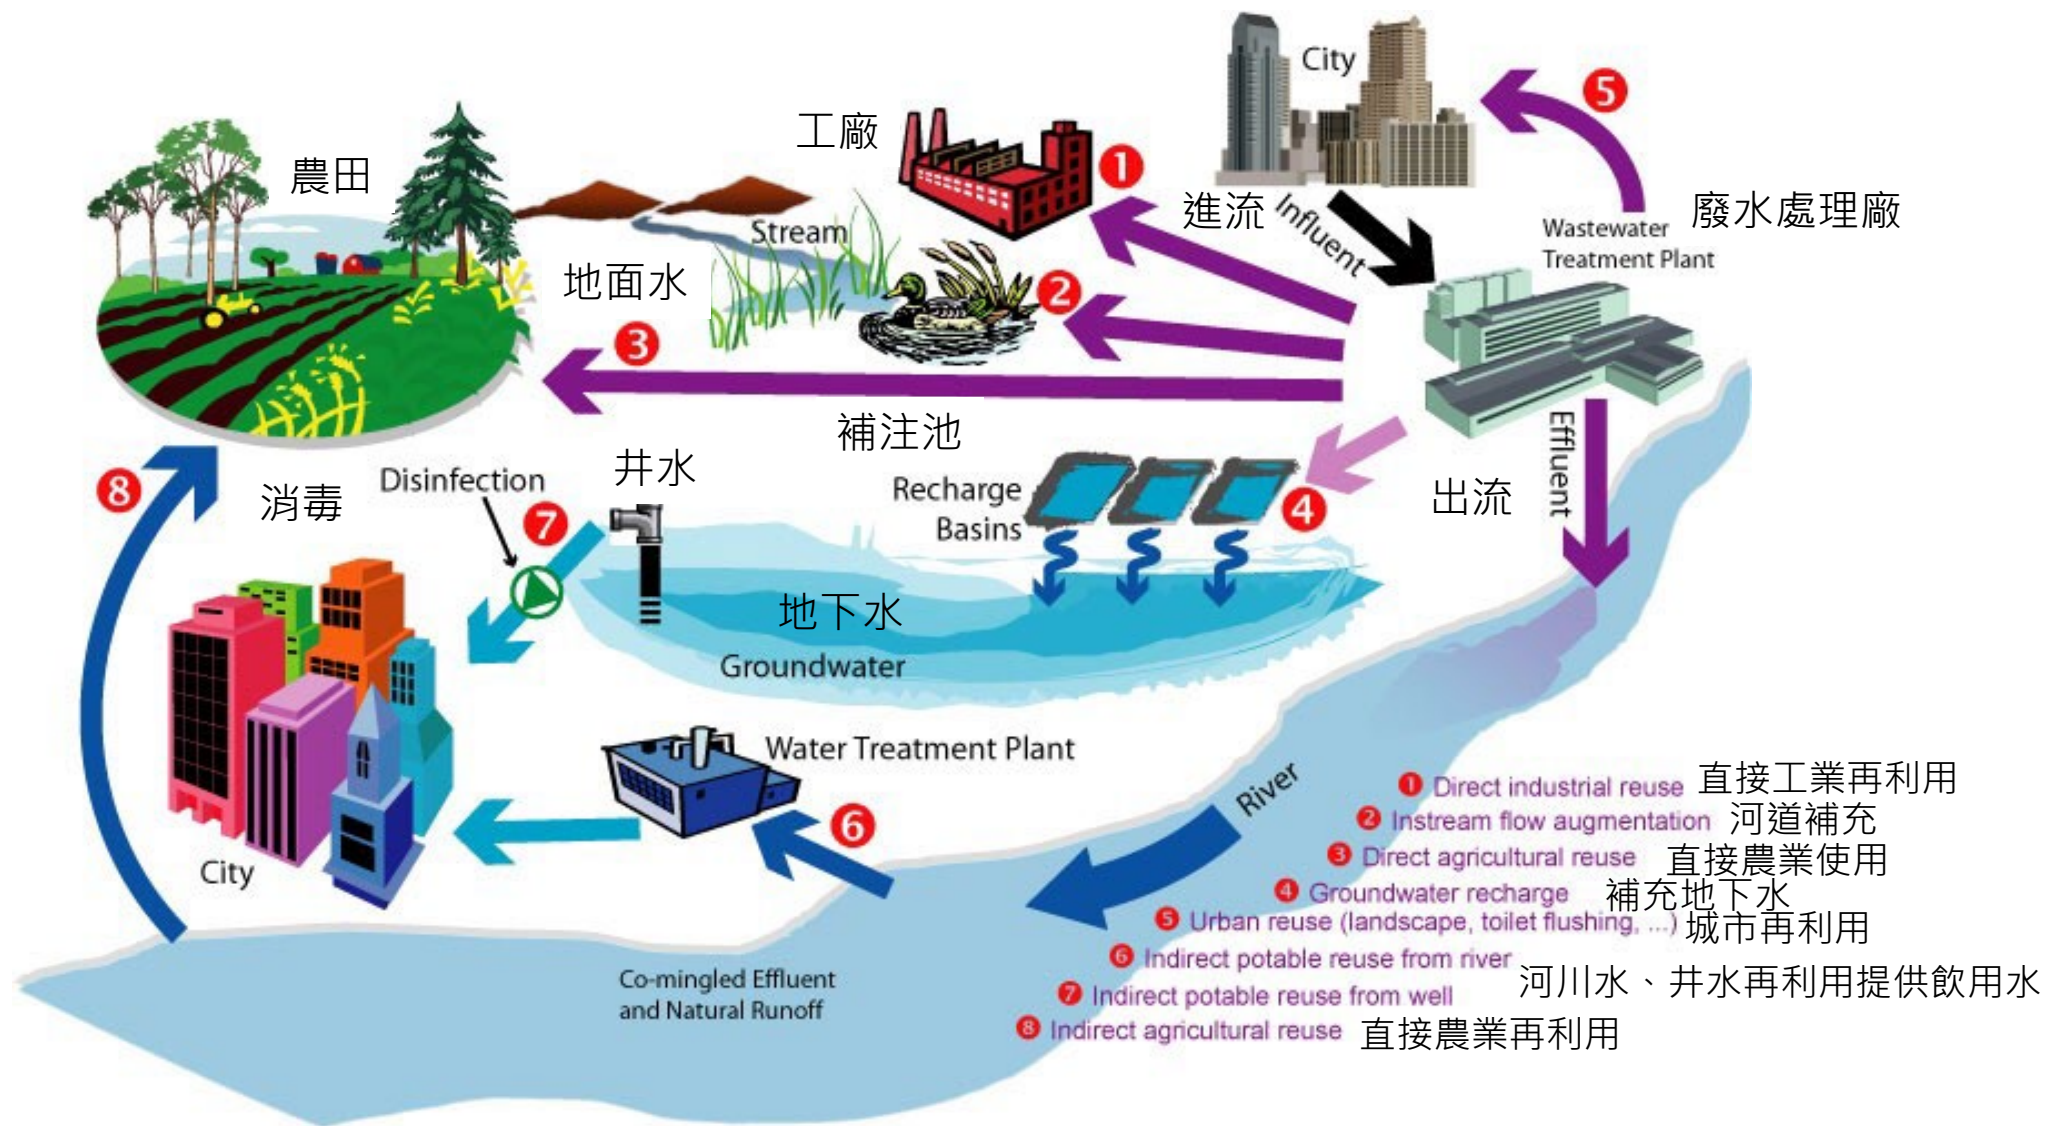 City
5
工廠
農田
1
進流
Influent
廢水處理廠
Wastewater
Treatment Plant
Stream
地面水
2
3
補注池
井水
Disinfection
8
消毒
7
Recharge
Basins
4
出流
Effluent
地下水
Groundwater
Water Treatment Plant
6
River
City
Co-mingled Effluent
and Natural Runoff
1 Direct industrial reuse 直接工業再利用
2 Instream flow augmentation 河道補充
3 Direct agricultural reuse 直接農業使用
4 Groundwater recharge 補充地下水
5 Urban reuse (landscape, toilet flushing, ...) 城市再利用
6 Indirect potable reuse from river
河川水、井水再利用提供飲用水
7 Indirect potable reuse from well
8 Indirect agricultural reuse 直接農業再利用